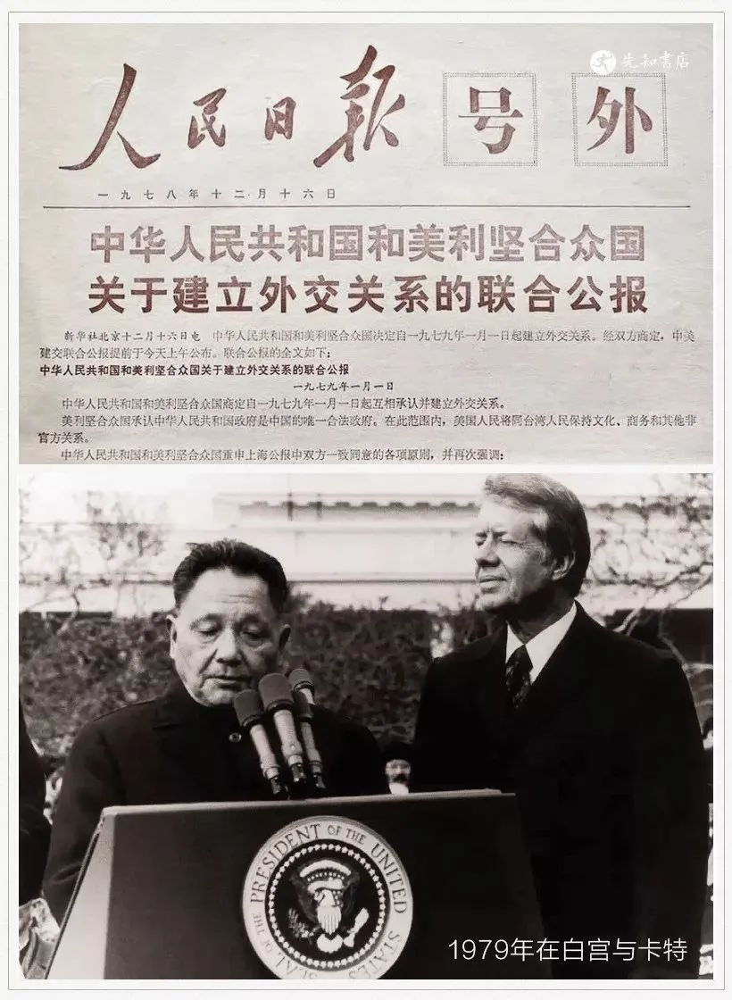 先知書店
人民日报 号外
一九七八年十二月十六日
中华人民共和国和美利坚合众国
关于建立外交关系的联合公报
新华社北京十二月十六日电 中华人民共和国和美利坚合众国决定自一九七九年一月一日起建立外交关系。经双方商定，中美
建交联合公报提前于今天上午公布。联合公报的全文如下：
中华人民共和国和美利坚合众国关于建立外交关系的联合公报
一九七九年一月一日
中华人民共和国和美利坚合众国商定自一九七九年一月一日起互相承认并建立外交关系。
美利坚合众国承认中华人民共和国政府是中国的唯一合法政府。在此范围内，美国人民将同台湾人民保持文化、商务和其他非
官方关系。
中华人民共和国和美利坚合众国重申上海公报中双方一致同意的各项原则，并再次强调：
SEAL OF THE PRESIDENT OF THE UNITED
1979年在白宫与卡特